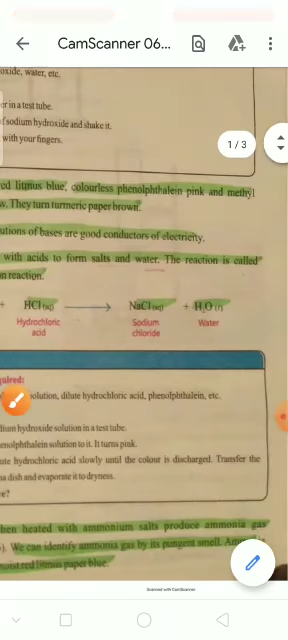 CamScanner 06...
oxide, water, etc.
1 / 3
er in a test tube.
f sodium hydroxide and shake it.
with your fingers.
ed litmus blue, colourless phenolphthalein pink and methyl
w. They turn turmeric paper brown.
utions of bases are good conductors of electricity.
with acids to form salts and water. The reaction is called
n reaction.
+ HCl (aq) ⟶ NaCl (aq) + H₂O (l)
Hydrochloric acid Sodium chloride Water
quired:
olution, dilute hydrochloric acid, phenolphthalein, etc.
dium hydroxide solution in a test tube.
enolphthalein solution to it. It turns pink.
ute hydrochloric acid slowly until the colour is discharged. Transfer the
na dish and evaporate it to dryness.
ve?
hen heated with ammonium salts produce ammonia gas
). We can identify ammonia gas by its pungent smell.
moist red litmus paper blue.
Scanned with CamScanner